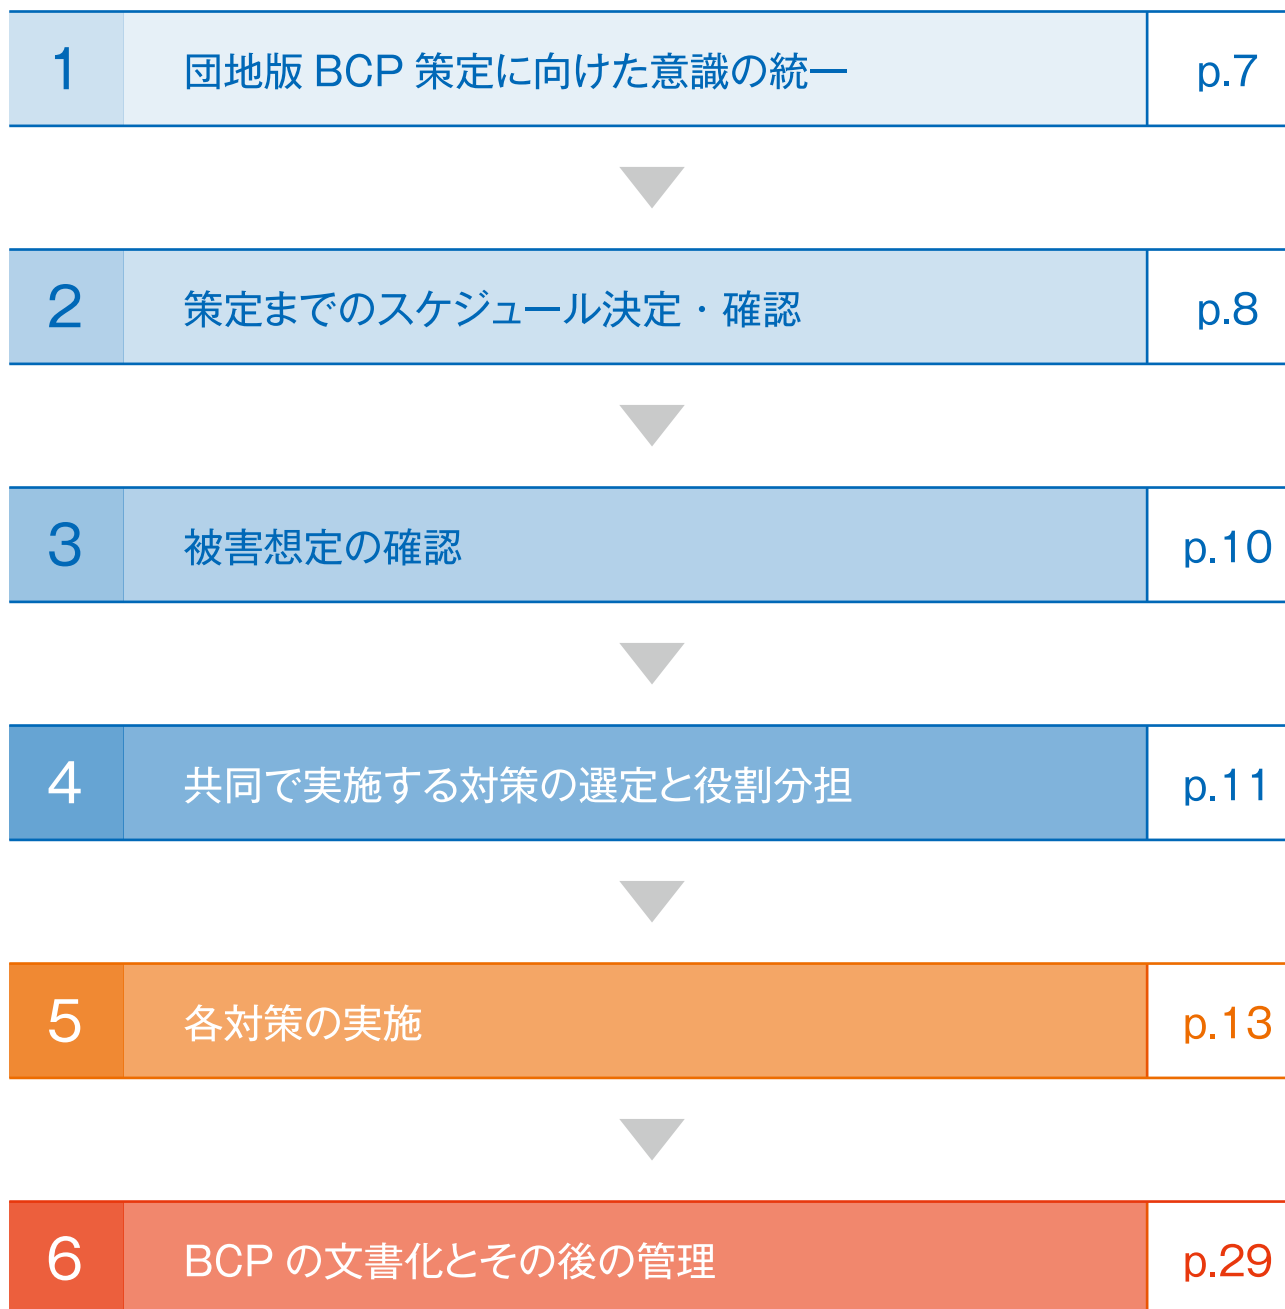 1 団地版 BCP 策定に向けた意識の統一 p.7
2 策定までのスケジュール決定・確認 p.8
3 被害想定の確認 p.10
4 共同で実施する対策の選定と役割分担 p.11
5 各対策の実施 p.13
6 BCP の文書化とその後の管理 p.29